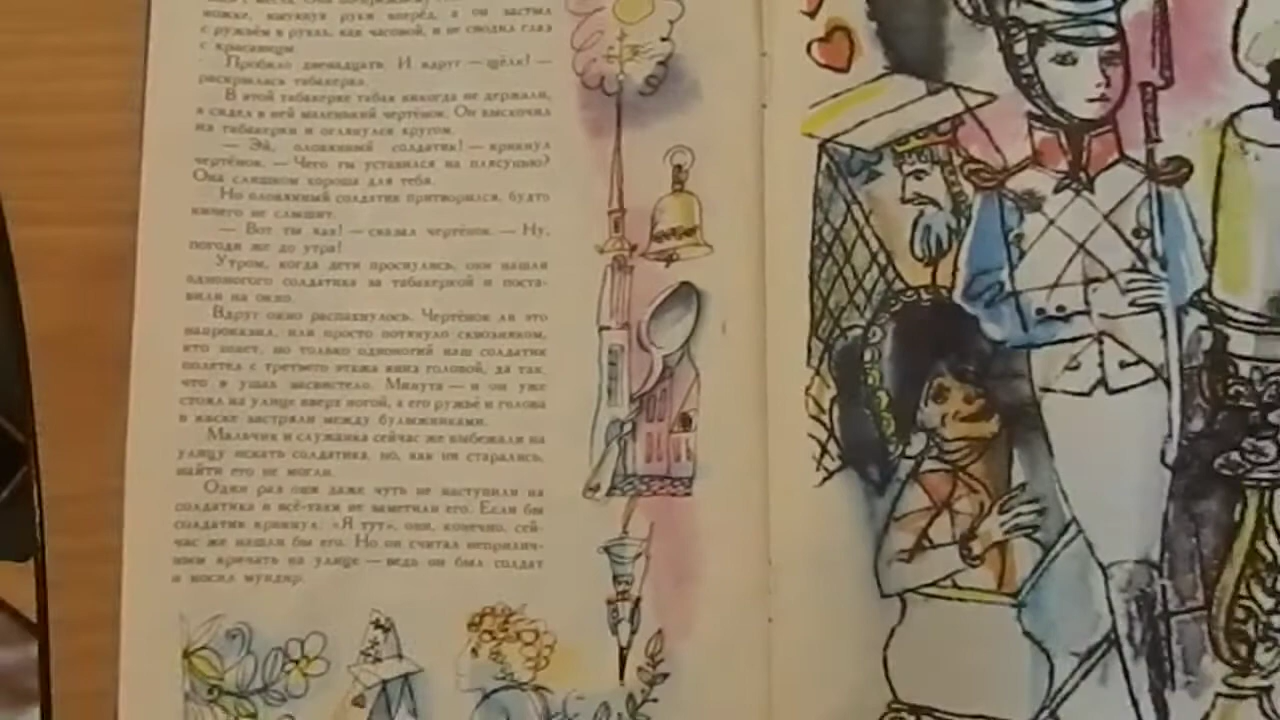 ножке, вытянув руки вперёд, а он застыл
с ружьём в руках, как часовой, и не сводил глаз
с красавицы.
Пробило двенадцать. И вдруг — щёлк! —
раскрылась табакерка.
В этой табакерке табак никогда не держали,
а сидел в ней маленький чертёнок. Он выскочил
из табакерки и оглянулся кругом.
— Эй, оловянный солдатик! — крикнул
чертёнок. — Чего ты уставился на плясунью?
Она слишком хороша для тебя.
Но оловянный солдатик притворился, будто
ничего не слышит.
— Вот ты как! — сказал чертёнок. — Ну,
погоди же до утра!
Утром, когда дети проснулись, они нашли
одноногого солдатика за табакеркой и поста-
вили на окно.
Вдруг окно распахнулось. Чертёнок ли это
напроказил, или просто потянуло сквозняком,
кто знает, но только одноногий наш солдатик
полетел с третьего этажа вниз головой, да так,
что в ушах засвистело. Минута — и он уже
стоял на улице вверх ногой, а его ружьё и голова
в каске застряли между булыжниками.
Мальчик и служанка сейчас же выбежали на
улицу искать солдатика, но, как ни старались,
найти его не могли.
Один раз они даже чуть не наступили на
солдатика и всё-таки не заметили его. Если бы
солдатик крикнул: «Я тут», они, конечно, сей-
час же нашли бы его. Но он считал неприлич-
ным кричать на улице — ведь он был солдат
и носил мундир.